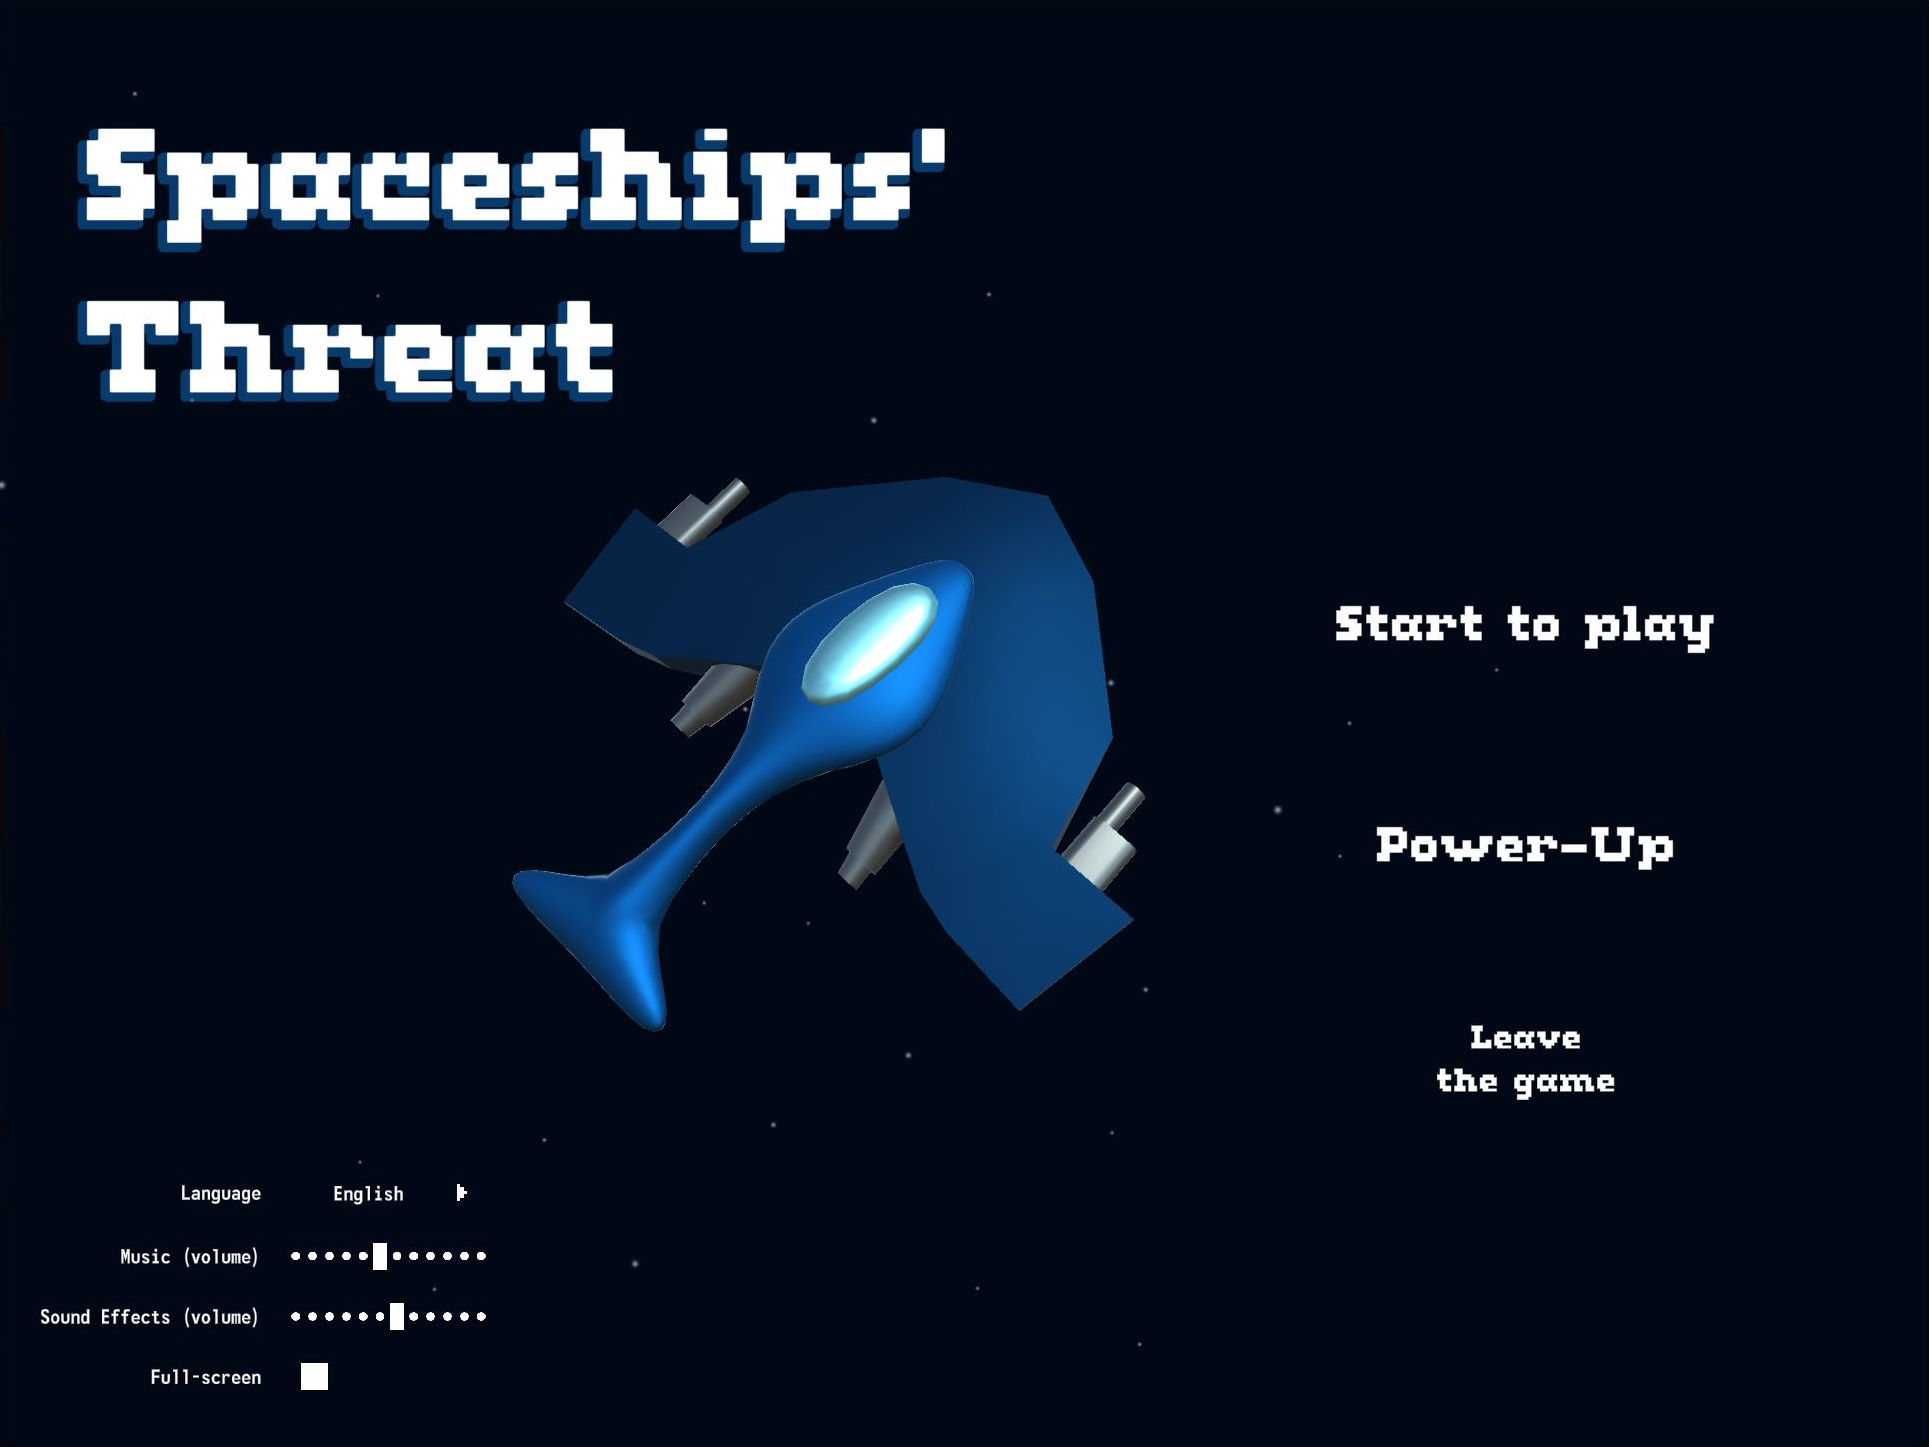 Spaceships'
Threat
Start to play
Power-Up
Leave
the game
Language English
Music (volume)
Sound Effects (volume)
Full-screen